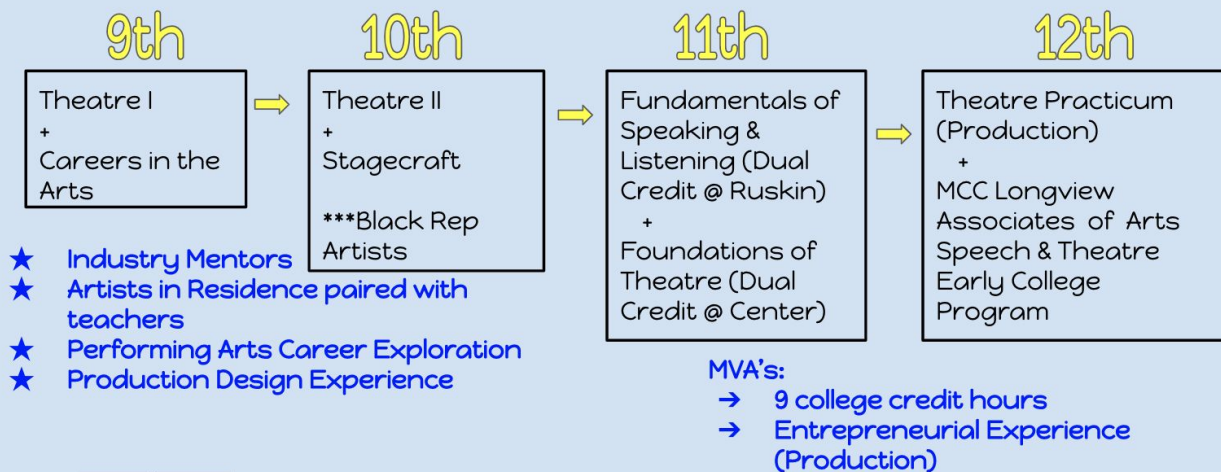 9th
Theatre I
+
Careers in the
Arts
10th
Theatre II
+
Stagecraft
***Black Rep
Artists
11th
Fundamentals of
Speaking &
Listening (Dual
Credit @ Ruskin)
+
Foundations of
Theatre (Dual
Credit @ Center)
12th
Theatre Practicum
(Production)
+
MCC Longview
Associates of Arts
Speech & Theatre
Early College
Program
★ Industry Mentors
★ Artists in Residence paired with
teachers
★ Performing Arts Career Exploration
★ Production Design Experience
MVA's:
→ 9 college credit hours
→ Entrepreneurial Experience
(Production)